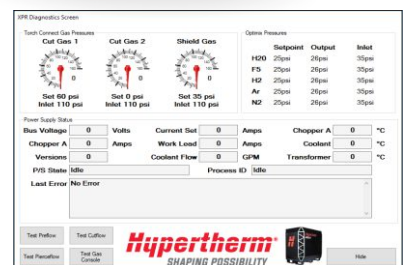 XPR Diagnostics Screen
Torch Connect Gas Pressures
Cut Gas 1 Cut Gas 2 Shield Gas
Set 60 psi Set 0 psi Set 35 psi
Inlet 110 psi Inlet 110 psi Inlet 110 psi
Optimix Pressures
Setpoint Output Inlet
H20 25psi 26psi 35psi
F5 25psi 26psi 35psi
H2 25psi 26psi 35psi
Ar 25psi 26psi 35psi
N2 25psi 26psi 35psi
Power Supply Status
Bus Voltage 0 Volts Current Set 0 Amps Chopper A 0 °C
Chopper A 0 Amps Work Lead 0 Amps Coolant 0 °C
Versions 0 Coolant Flow 0 GPM Transformer 0 °C
P/S State Idle Process ID Idle
Last Error No Error
Test Preflow Test Cutflow
Test Pierceflow Test Gas Console
Hypertherm®
SHAPING POSSIBILITY
Hide